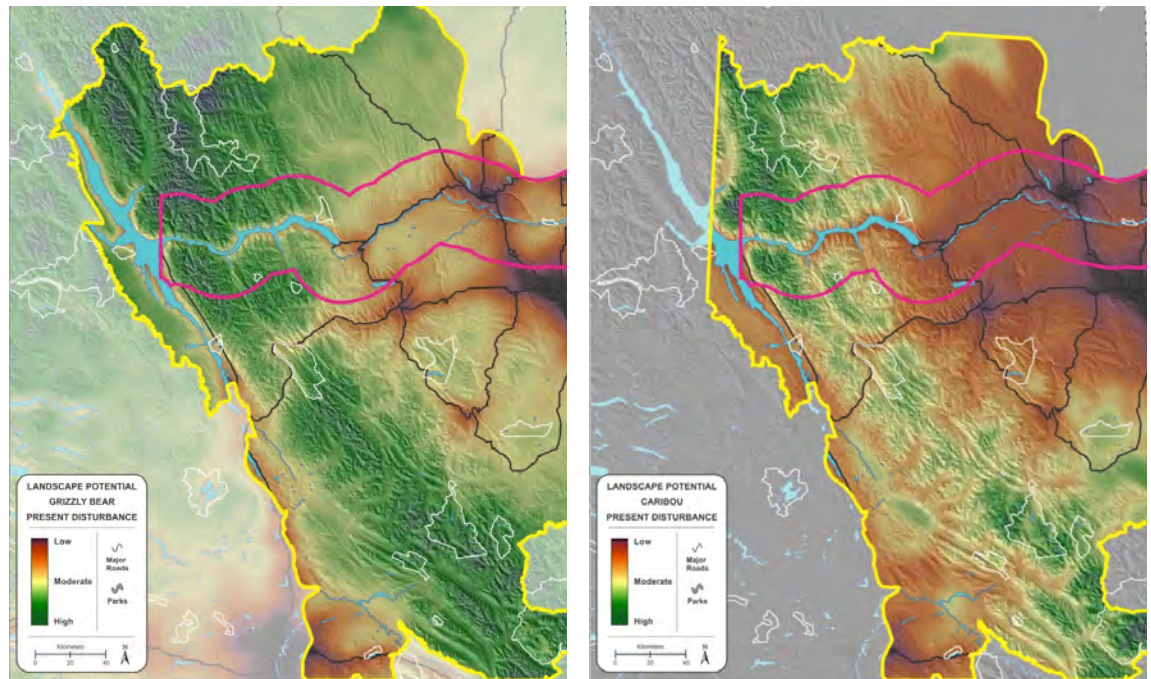 LANDSCAPE POTENTIAL
GRIZZLY BEAR
PRESENT DISTURBANCE
Low
Moderate
High
Major
Roads
Parks
Kilometers
0 20 40
N
LANDSCAPE POTENTIAL
CARIBOU
PRESENT DISTURBANCE
Low
Moderate
High
Major
Roads
Parks
Kilometers
0 20 40
N